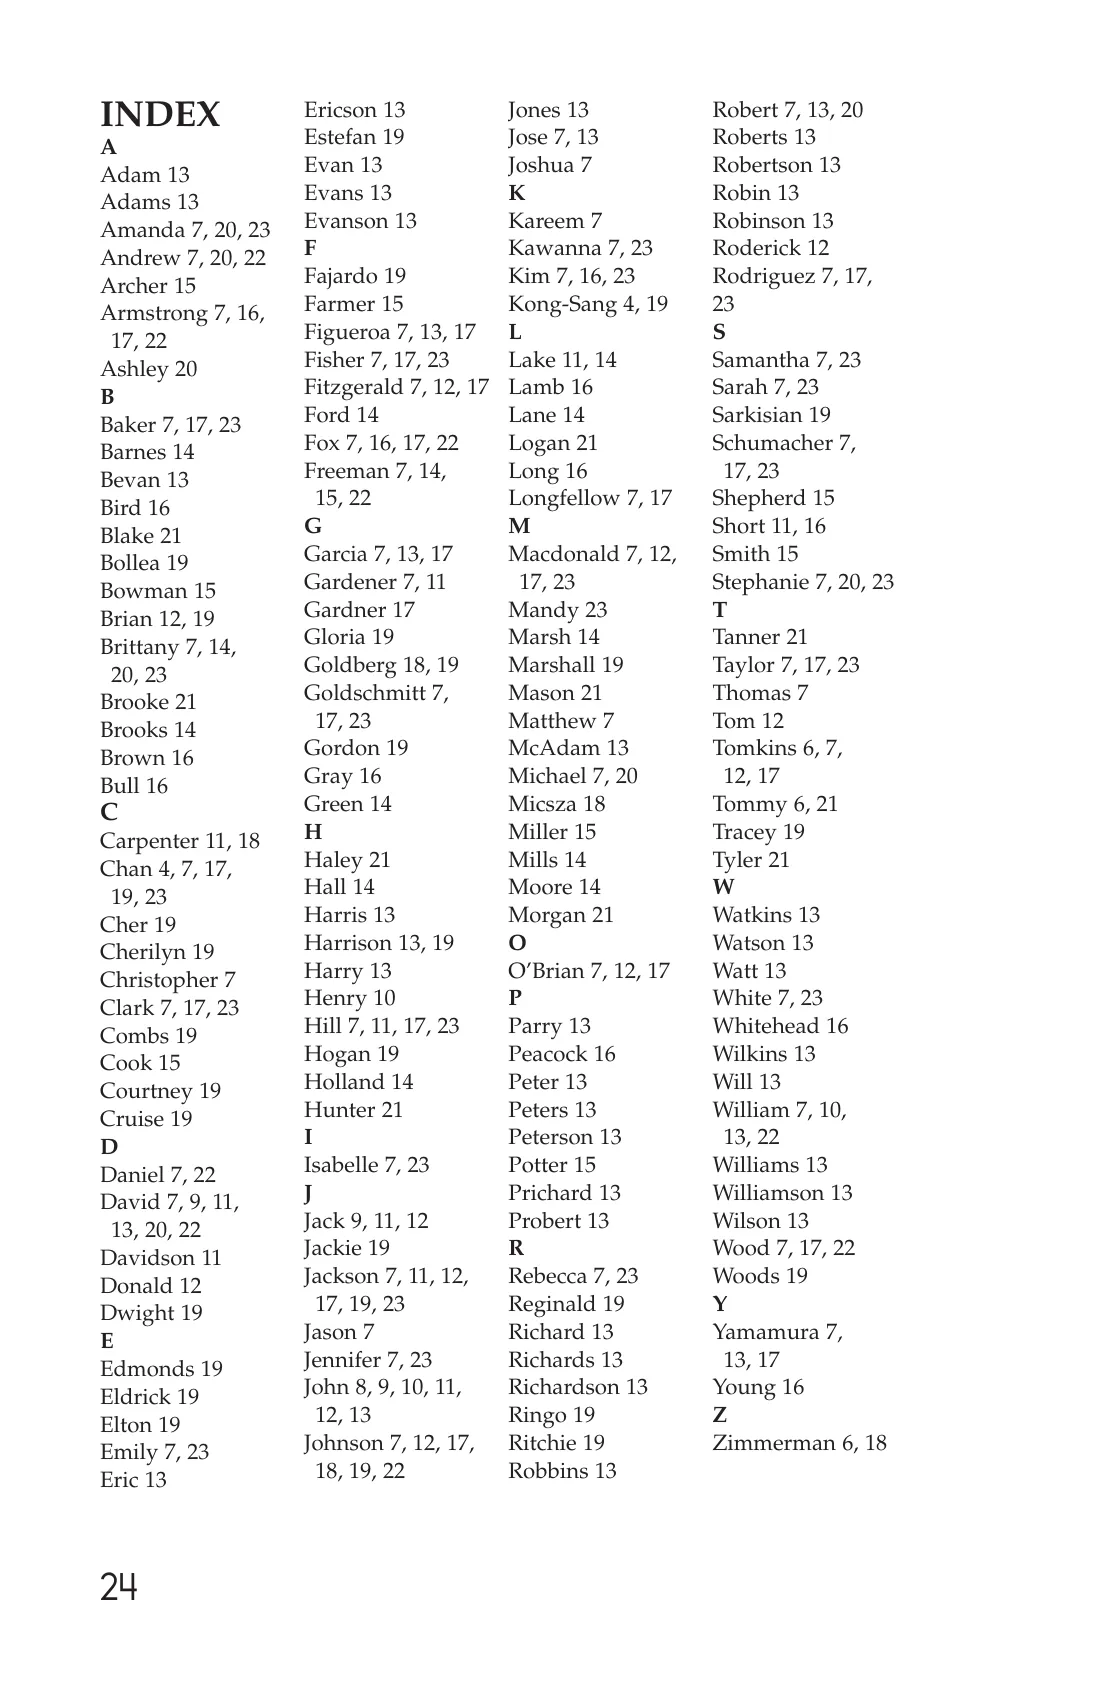 INDEX
A
Adam 13
Adams 13
Amanda 7, 20, 23
Andrew 7, 20, 22
Archer 15
Armstrong 7, 16,
17, 22
Ashley 20
B
Baker 7, 17, 23
Barnes 14
Bevan 13
Bird 16
Blake 21
Bollea 19
Bowman 15
Brian 12, 19
Brittany 7, 14,
20, 23
Brooke 21
Brooks 14
Brown 16
Bull 16
C
Carpenter 11, 18
Chan 4, 7, 17,
19, 23
Cher 19
Cherilyn 19
Christopher 7
Clark 7, 17, 23
Combs 19
Cook 15
Courtney 19
Cruise 19
D
Daniel 7, 22
David 7, 9, 11,
13, 20, 22
Davidson 11
Donald 12
Dwight 19
E
Edmonds 19
Eldrick 19
Elton 19
Emily 7, 23
Eric 13
Ericson 13
Estefan 19
Evan 13
Evans 13
Evanson 13
F
Fajardo 19
Farmer 15
Figueroa 7, 13, 17
Fisher 7, 17, 23
Fitzgerald 7, 12, 17
Ford 14
Fox 7, 16, 17, 22
Freeman 7, 14,
15, 22
G
Garcia 7, 13, 17
Gardener 7, 11
Gardner 17
Gloria 19
Goldberg 18, 19
Goldschmitt 7,
17, 23
Gordon 19
Gray 16
Green 14
H
Haley 21
Hall 14
Harris 13
Harrison 13, 19
Harry 13
Henry 10
Hill 7, 11, 17, 23
Hogan 19
Holland 14
Hunter 21
I
Isabelle 7, 23
J
Jack 9, 11, 12
Jackie 19
Jackson 7, 11, 12,
17, 19, 23
Jason 7
Jennifer 7, 23
John 8, 9, 10, 11,
12, 13
Johnson 7, 12, 17,
18, 19, 22
Jones 13
Jose 7, 13
Joshua 7
K
Kareem 7
Kawanna 7, 23
Kim 7, 16, 23
Kong-Sang 4, 19
L
Lake 11, 14
Lamb 16
Lane 14
Logan 21
Long 16
Longfellow 7, 17
M
Macdonald 7, 12,
17, 23
Mandy 23
Marsh 14
Marshall 19
Mason 21
Matthew 7
McAdam 13
Michael 7, 20
Micsza 18
Miller 15
Mills 14
Moore 14
Morgan 21
O
O’Brian 7, 12, 17
P
Parry 13
Peacock 16
Peter 13
Peters 13
Peterson 13
Potter 15
Prichard 13
Probert 13
R
Rebecca 7, 23
Reginald 19
Richard 13
Richards 13
Richardson 13
Ringo 19
Ritchie 19
Robbins 13
Robert 7, 13, 20
Roberts 13
Robertson 13
Robin 13
Robinson 13
Roderick 12
Rodriguez 7, 17,
23
S
Samantha 7, 23
Sarah 7, 23
Sarkisian 19
Schumacher 7,
17, 23
Shepherd 15
Short 11, 16
Smith 15
Stephanie 7, 20, 23
T
Tanner 21
Taylor 7, 17, 23
Thomas 7
Tom 12
Tomkins 6, 7,
12, 17
Tommy 6, 21
Tracey 19
Tyler 21
W
Watkins 13
Watson 13
Watt 13
White 7, 23
Whitehead 16
Wilkins 13
Will 13
William 7, 10,
13, 22
Williams 13
Williamson 13
Wilson 13
Wood 7, 17, 22
Woods 19
Y
Yamamura 7,
13, 17
Young 16
Z
Zimmerman 6, 18
24